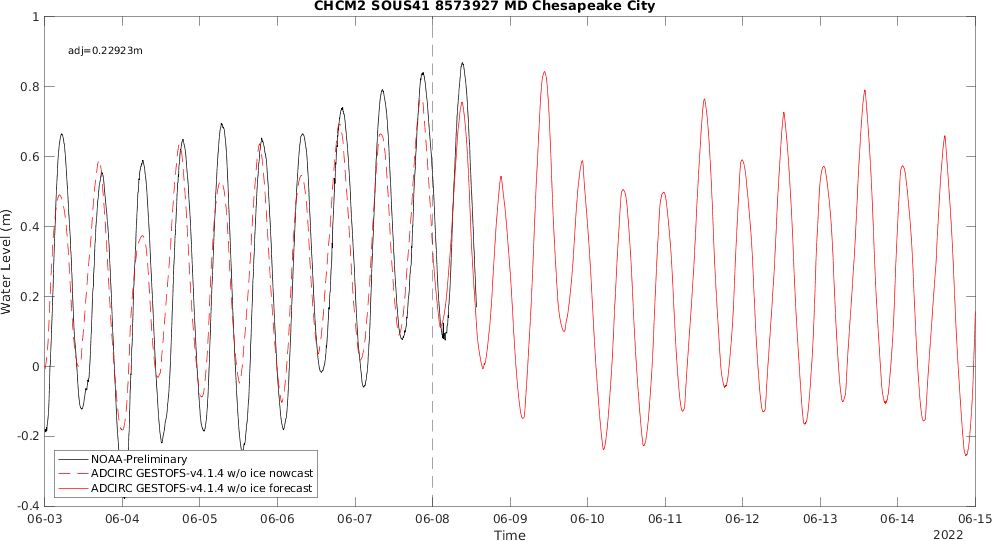 CHCM2 SOUS41 8573927 MD Chesapeake City
1
adj=0.22923m
0.8
0.6
0.4
0.2
0
-0.2
-0.4
Water Level (m)
NOAA-Preliminary
ADCIRC GESTOFS-v4.1.4 w/o ice nowcast
ADCIRC GESTOFS-v4.1.4 w/o ice forecast
06-03 06-04 06-05 06-06 06-07 06-08 06-09 06-10 06-11 06-12 06-13 06-14 06-15
Time
2022